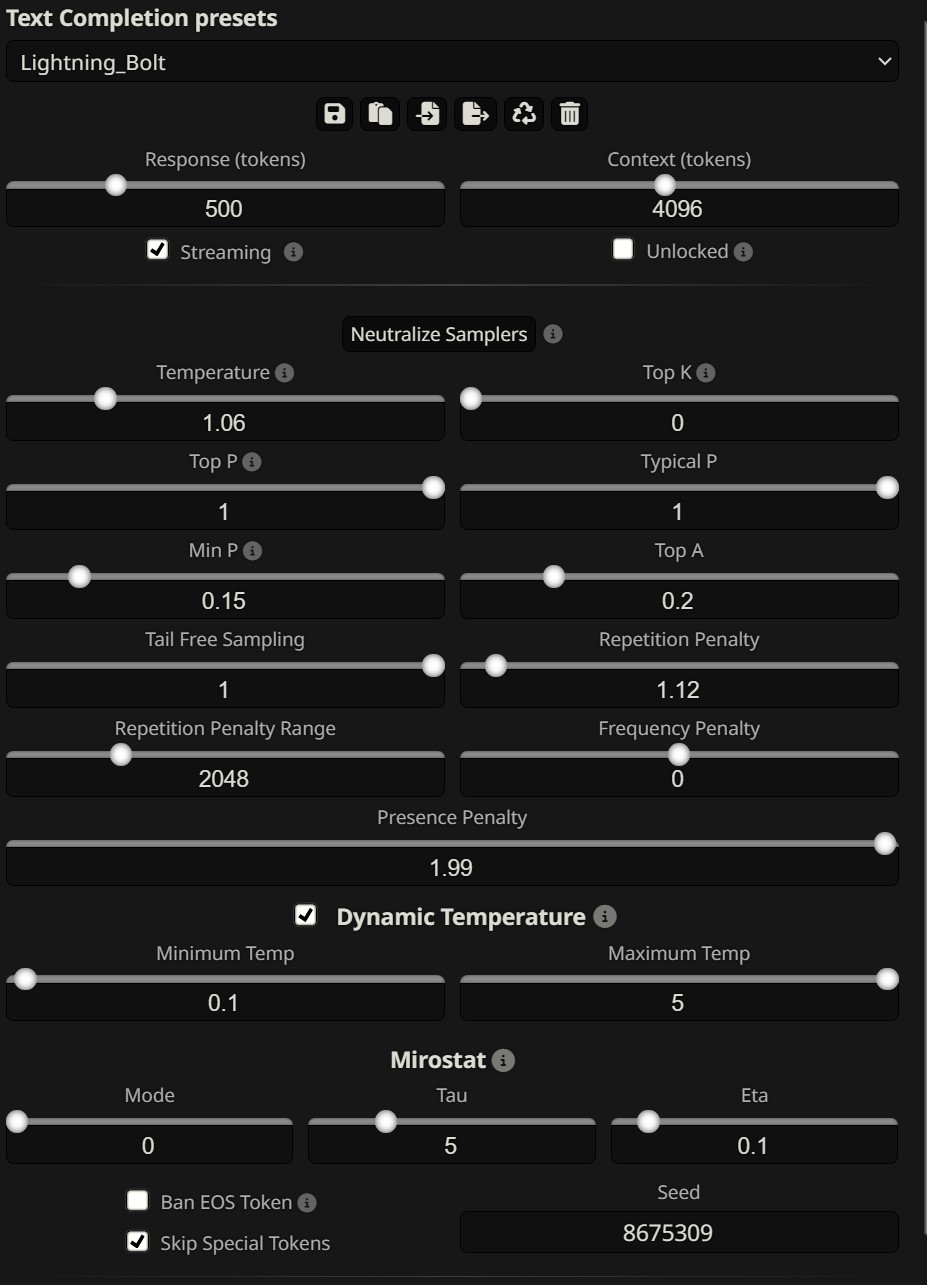 Text Completion presets
Lightning_Bolt
Response (tokens) Context (tokens)
500 4096
Streaming Unlocked
Neutralize Samplers
Temperature Top K
1.06 0
Top P Typical P
1 1
Min P Top A
0.15 0.2
Tail Free Sampling Repetition Penalty
1 1.12
Repetition Penalty Range Frequency Penalty
2048 0
Presence Penalty
1.99
Dynamic Temperature
Minimum Temp Maximum Temp
0.1 5
Mirostat
Mode Tau Eta
0 5 0.1
Ban EOS Token Seed
Skip Special Tokens 8675309